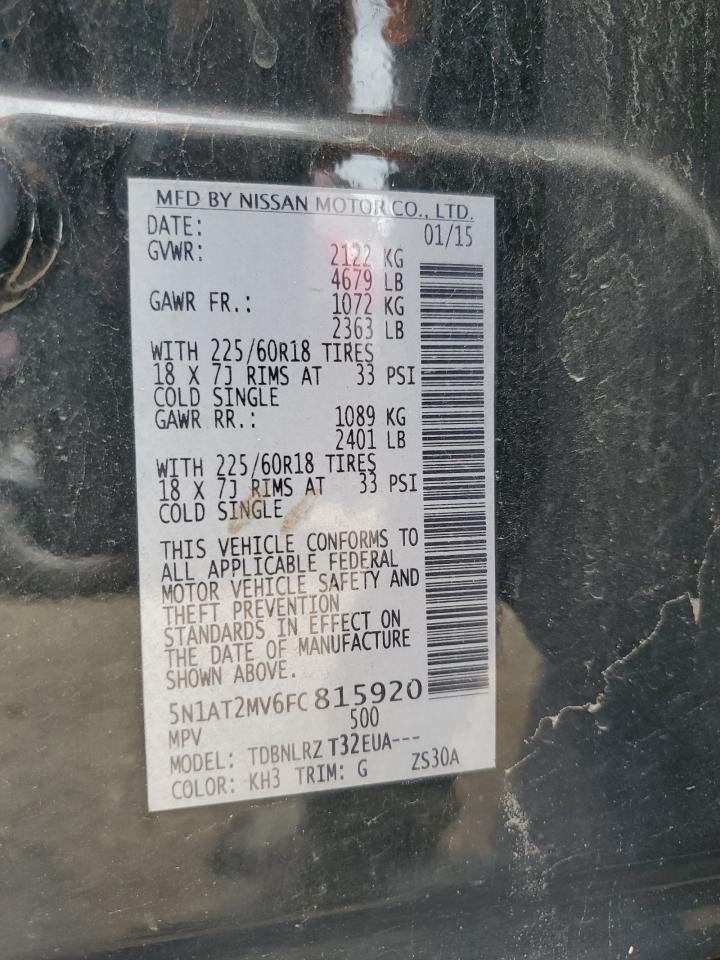 MFD BY NISSAN MOTOR CO., LTD.
DATE: 01/15
GVWR: 2122 KG
4679 LB
GAWR FR.: 1072 KG
2363 LB
WITH 225/60R18 TIRES
18 X 7J RIMS AT 33 PSI
COLD SINGLE
GAWR RR.: 1089 KG
2401 LB
WITH 225/60R18 TIRES
18 X 7J RIMS AT 33 PSI
COLD SINGLE
THIS VEHICLE CONFORMS TO
ALL APPLICABLE FEDERAL
MOTOR VEHICLE SAFETY AND
THEFT PREVENTION
STANDARDS IN EFFECT ON
THE DATE OF MANUFACTURE
SHOWN ABOVE.
5N1AT2MV6FC815920
MPV 500
MODEL: TDBNLRZ T32EUA---
COLOR: KH3 TRIM: G ZS30A